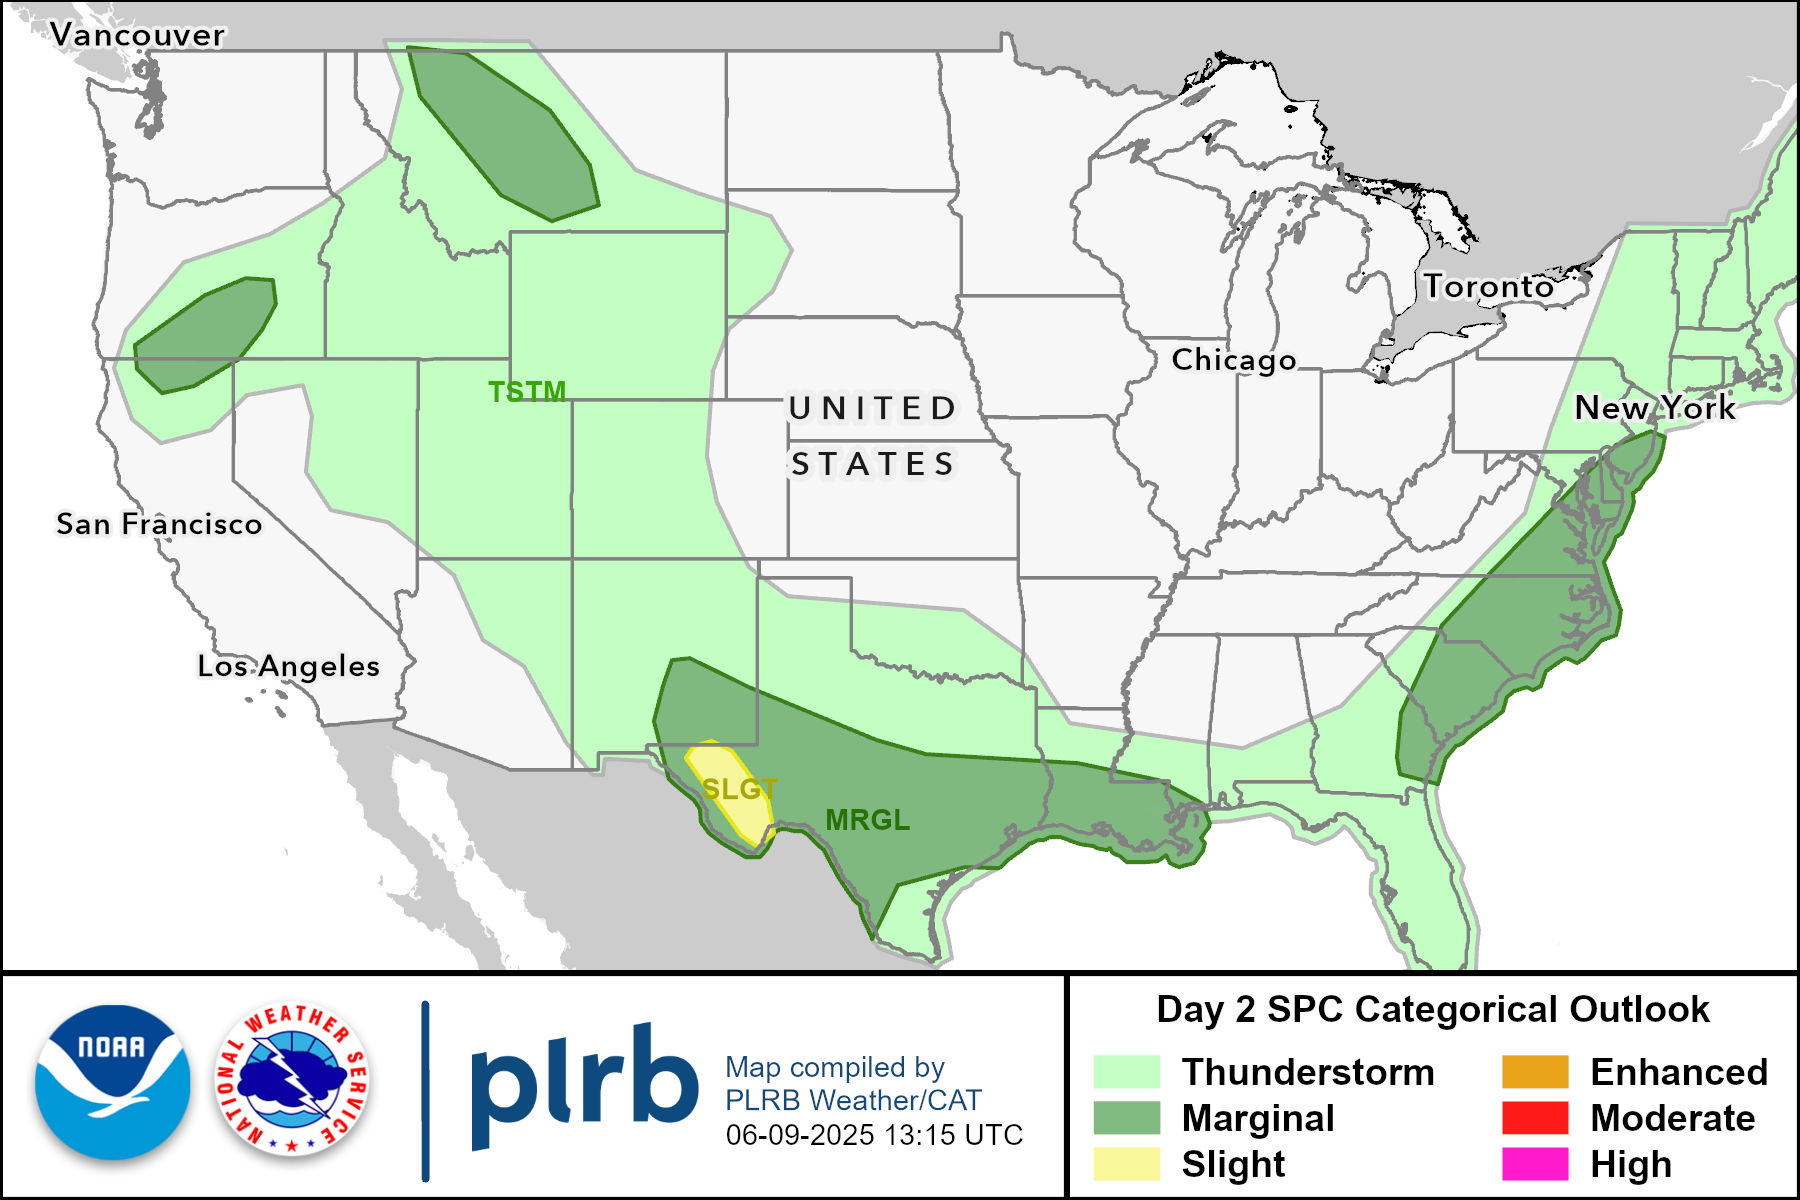 Vancouver
Toronto
Chicago
New York
TSTM
UNITED
STATES
San Francisco
Los Angeles
SLGT
MRGL
NOAA
NATIONAL WEATHER SERVICE
plrb
Map compiled by
PLRB Weather/CAT
06-09-2025 13:15 UTC
Day 2 SPC Categorical Outlook
Thunderstorm
Marginal
Slight
Enhanced
Moderate
High